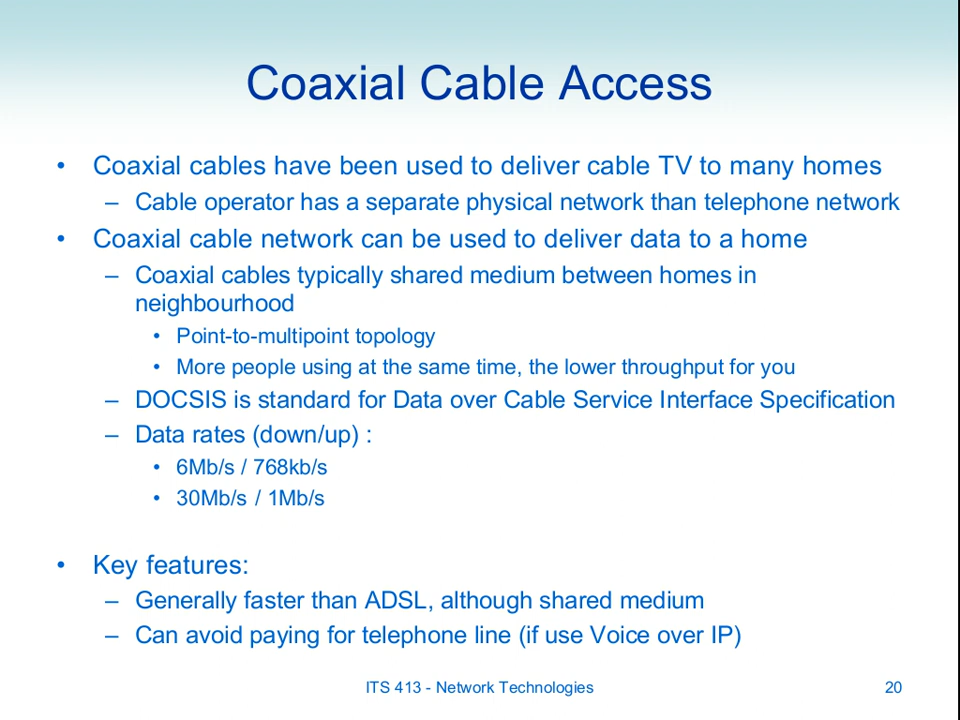 Coaxial Cable Access
• Coaxial cables have been used to deliver cable TV to many homes
– Cable operator has a separate physical network than telephone network
• Coaxial cable network can be used to deliver data to a home
– Coaxial cables typically shared medium between homes in
neighbourhood
• Point-to-multipoint topology
• More people using at the same time, the lower throughput for you
– DOCSIS is standard for Data over Cable Service Interface Specification
– Data rates (down/up) :
• 6Mb/s / 768kb/s
• 30Mb/s / 1Mb/s
• Key features:
– Generally faster than ADSL, although shared medium
– Can avoid paying for telephone line (if use Voice over IP)
ITS 413 - Network Technologies
20